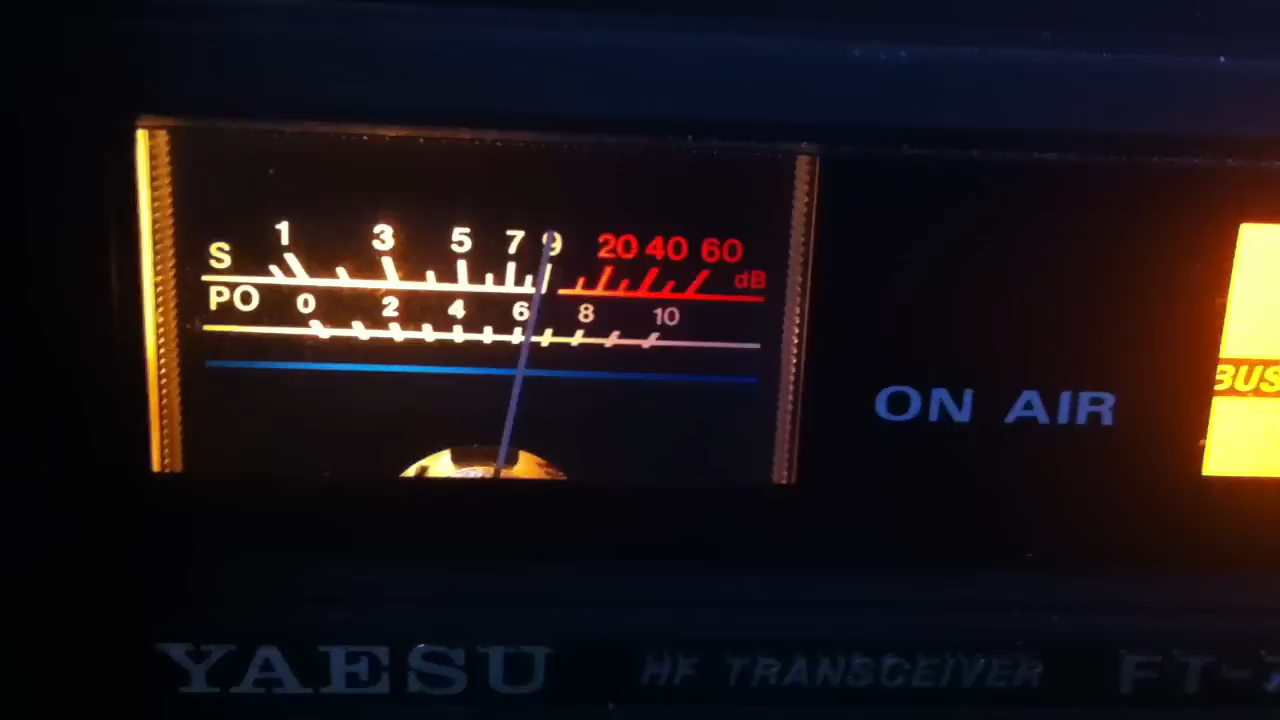 S 1 3 5 7 9 20 40 60 dB
PO 0 2 4 6 8 10
ON AIR
BUS
YAESU HF TRANSCEIVER FT-